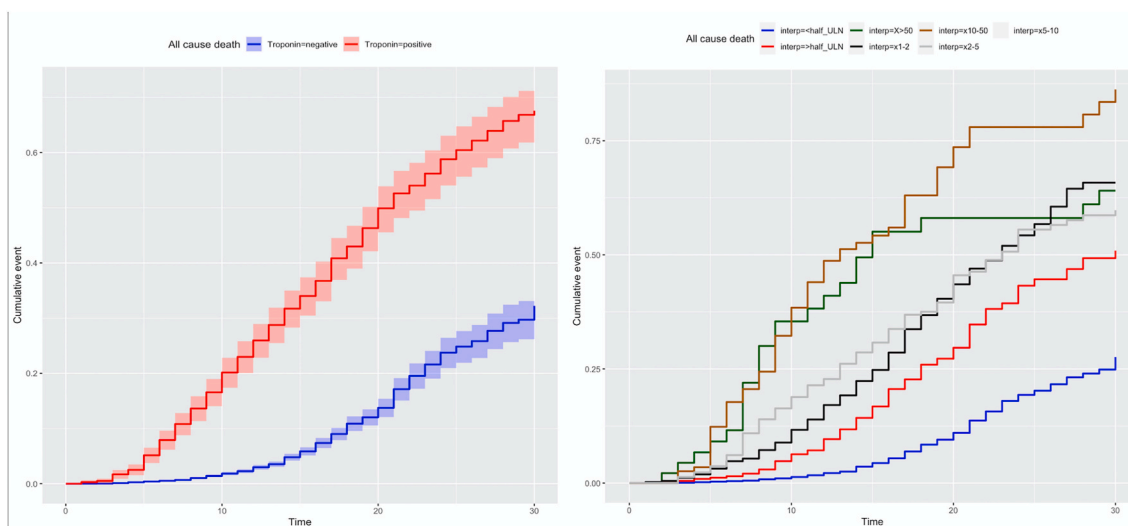 All cause death Troponin=negative Troponin=positive
0.6
0.4
0.2
0.0
Cumulative event
0 10 20 30
Time
All cause death interp=<half_ULN interp=X>50 interp=x10-50 interp=x5-10
interp=>half_ULN interp=x1-2 interp=x2-5
0.75
0.50
0.25
0.00
Cumulative event
0 10 20 30
Time